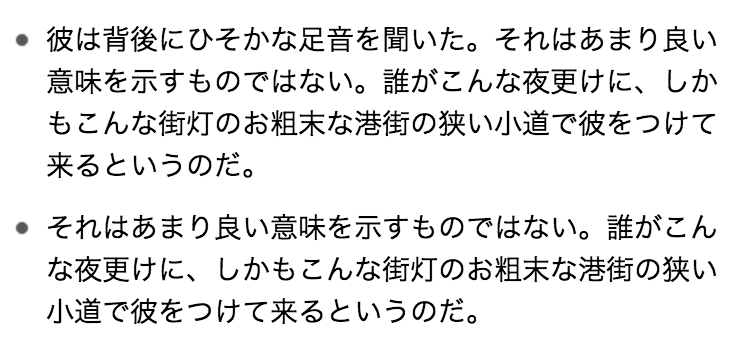 • 彼は背後にひそかな足音を聞いた。それはあまり良い
意味を示すものではない。誰がこんな夜更けに、しか
もこんな街灯のお粗末な港街の狭い小道で彼をつけて
来るというのだ。
• それはあまり良い意味を示すものではない。誰がこん
な夜更けに、しかもこんな街灯のお粗末な港街の狭い
小道で彼をつけて来るというのだ。